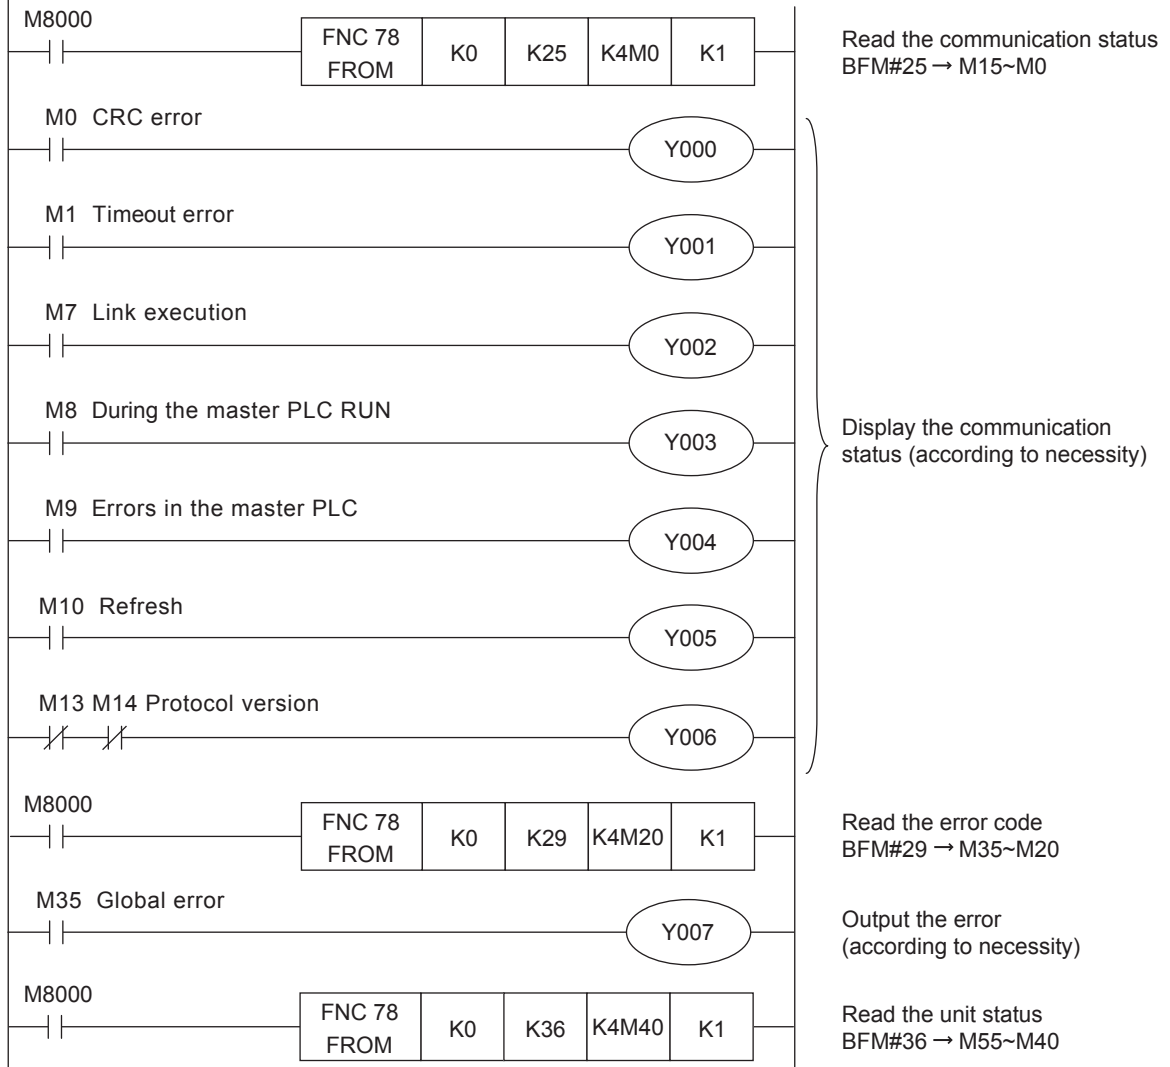 M8000
FNC 78 FROM K0 K25 K4M0 K1
Read the communication status
BFM#25 → M15~M0
M0 CRC error
Y000
M1 Timeout error
Y001
M7 Link execution
Y002
M8 During the master PLC RUN
Y003
Display the communication
status (according to necessity)
M9 Errors in the master PLC
Y004
M10 Refresh
Y005
M13 M14 Protocol version
Y006
M8000
FNC 78 FROM K0 K29 K4M20 K1
Read the error code
BFM#29 → M35~M20
M35 Global error
Y007
Output the error
(according to necessity)
M8000
FNC 78 FROM K0 K36 K4M40 K1
Read the unit status
BFM#36 → M55~M40